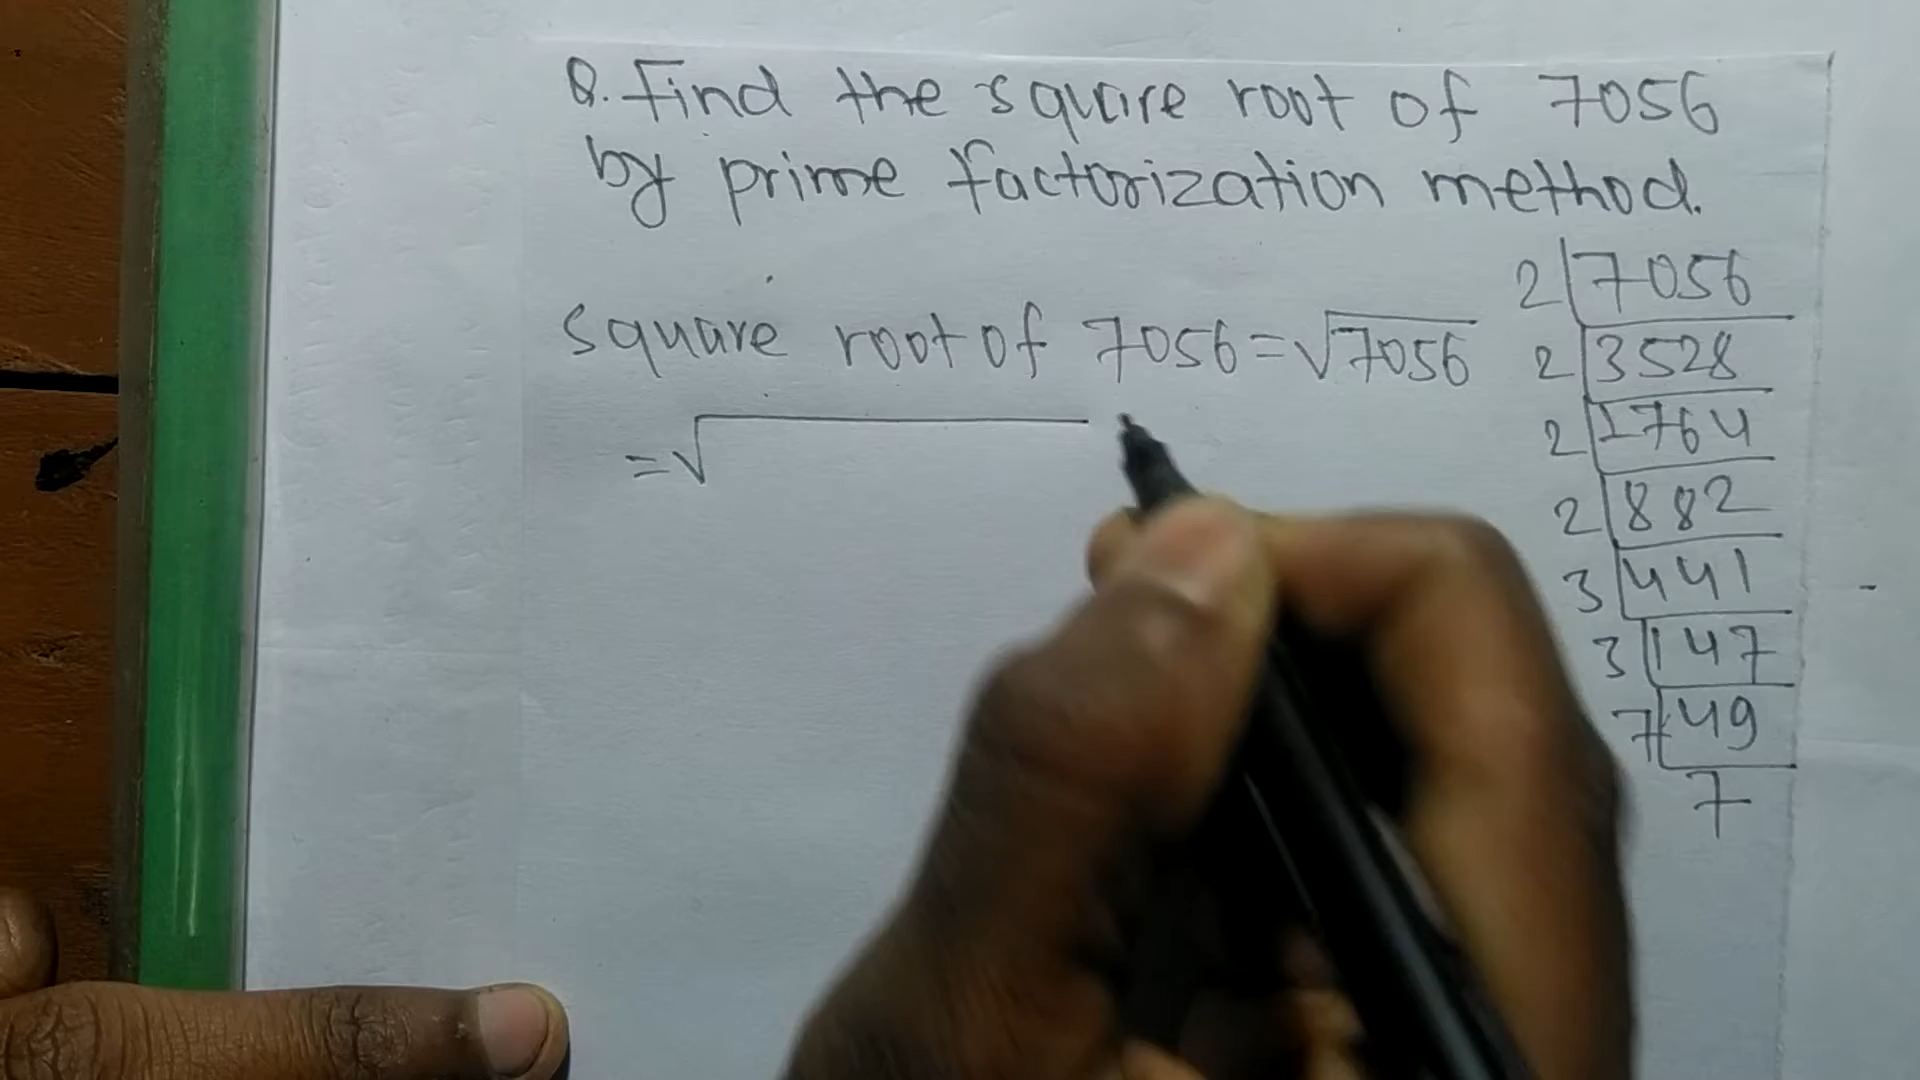 Q. Find the square root of 7056
by prime factorization method.
square root of 7056 = √7056
= √
2 | 7056
2 | 3528
2 | 1764
2 | 882
3 | 441
3 | 147
7 | 49
7